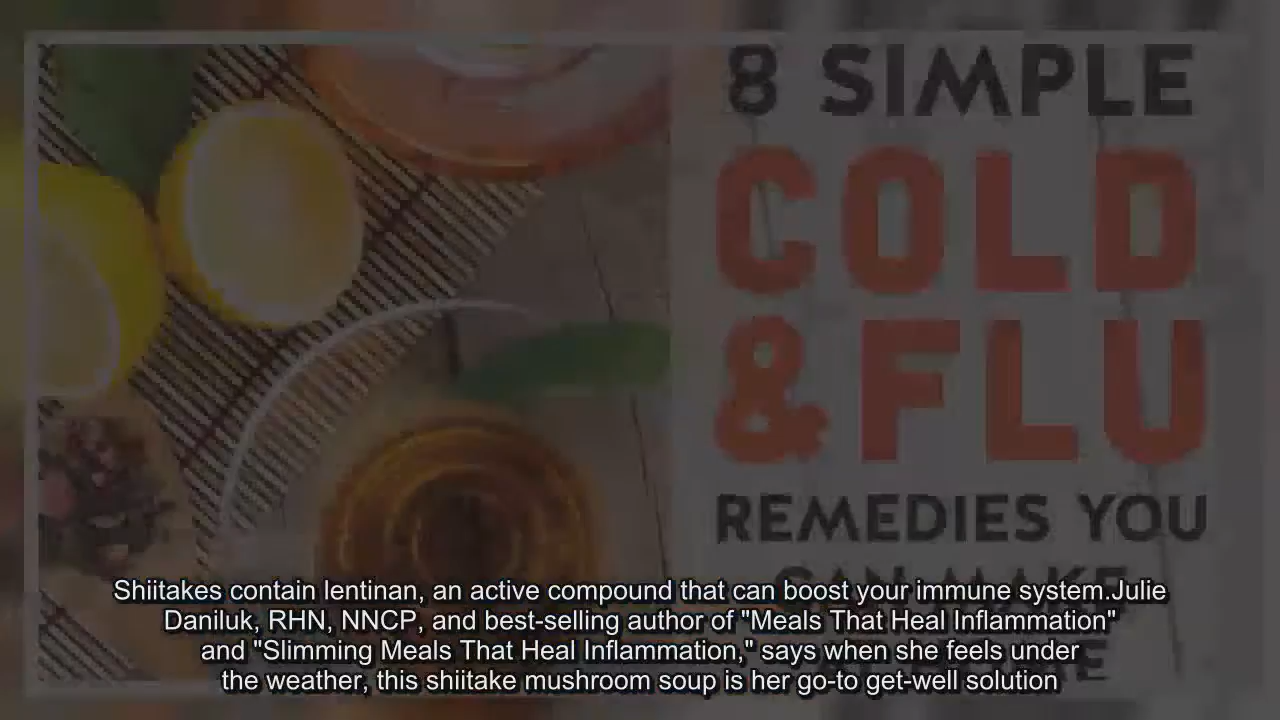 8 SIMPLE
COLD
& FLU
REMEDIES YOU
CAN MAKE
Shiitakes contain lentinan, an active compound that can boost your immune system.Julie
Daniluk, RHN, NNCP, and best-selling author of "Meals That Heal Inflammation"
and "Slimming Meals That Heal Inflammation," says when she feels under
the weather, this shiitake mushroom soup is her go-to get-well solution